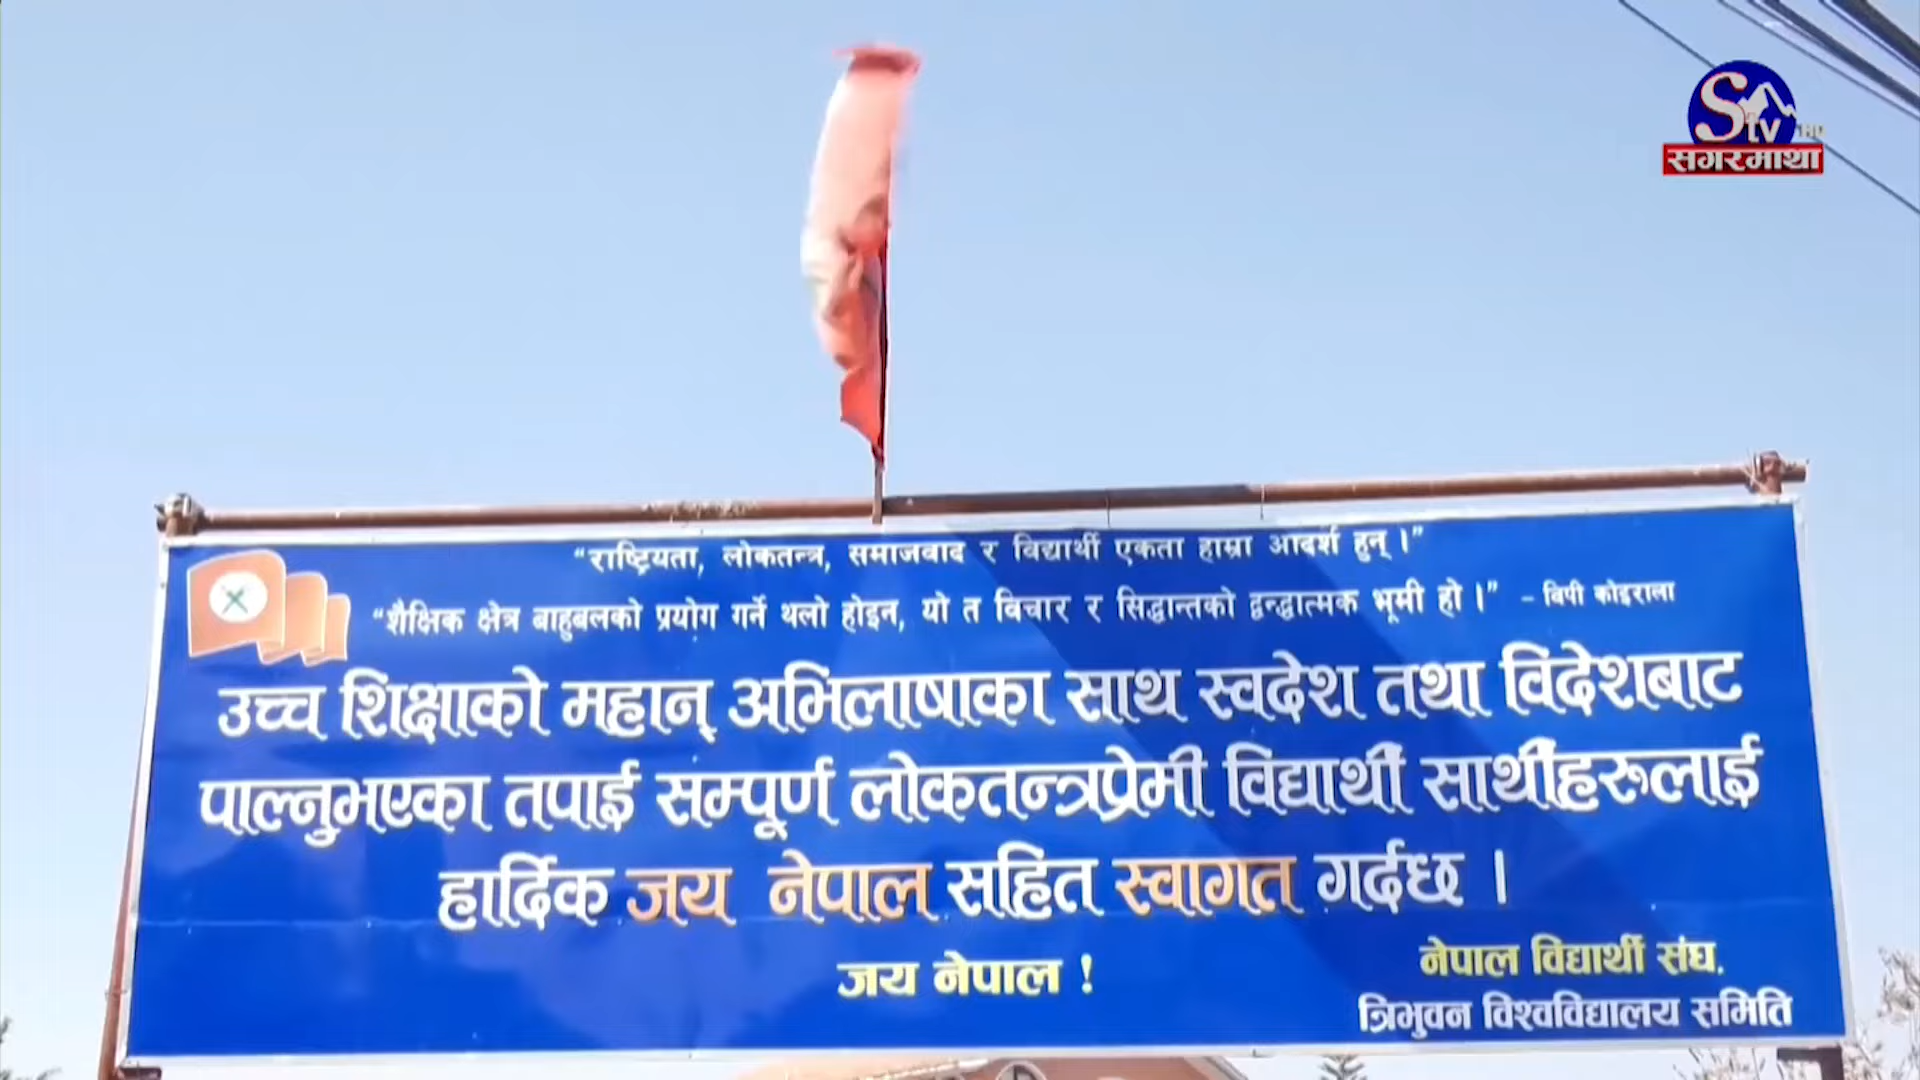 Stv HD
सगरमाथा
“राष्ट्रियता, लोकतन्त्र, समाजवाद र विद्यार्थी एकता हाम्रा आदर्श हुन् ।”
“शैक्षिक क्षेत्र बाहुबलको प्रयोग गर्ने थलो होइन, यो त विचार र सिद्धान्तको द्वन्द्धात्मक भूमी हो ।” - विपी कोइराला
उच्च शिक्षाको महान् अभिलाषाका साथ स्वदेश तथा विदेशबाट
पाल्नुभएका तपाई सम्पूर्ण लोकतन्त्रप्रेमी विद्यार्थी साथीहरुलाई
हार्दिक जय नेपाल सहित स्वागत गर्दछ ।
जय नेपाल !
नेपाल विद्यार्थी संघ.
त्रिभुवन विश्वविद्यालय समिति